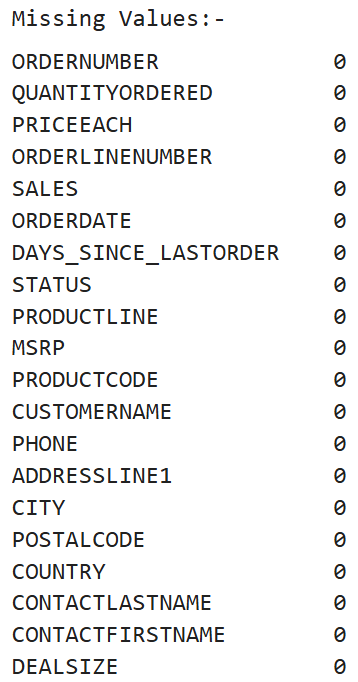 Missing Values:-
ORDERNUMBER 0
QUANTITYORDERED 0
PRICEEACH 0
ORDERLINENUMBER 0
SALES 0
ORDERDATE 0
DAYS_SINCE_LASTORDER 0
STATUS 0
PRODUCTLINE 0
MSRP 0
PRODUCTCODE 0
CUSTOMERNAME 0
PHONE 0
ADDRESSLINE1 0
CITY 0
POSTALCODE 0
COUNTRY 0
CONTACTLASTNAME 0
CONTACTFIRSTNAME 0
DEALSIZE 0